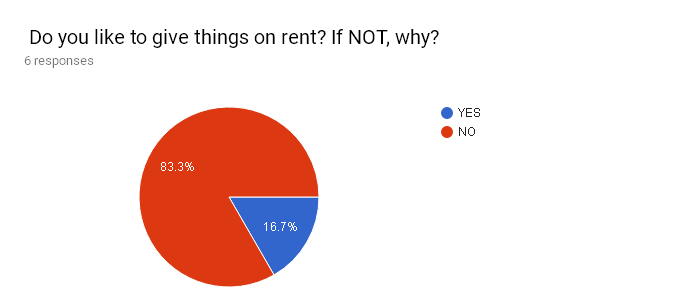 Do you like to give things on rent? If NOT, why?
6 responses
YES
NO
83.3%
16.7%